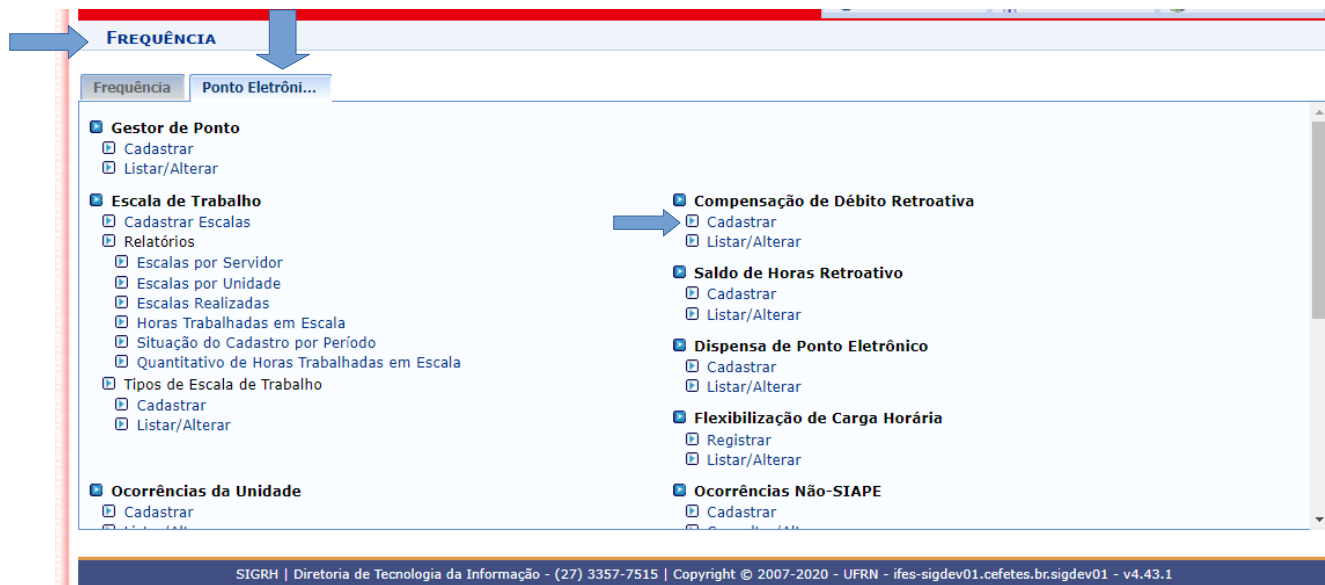 FREQUÊNCIA
Frequência
Ponto Eletrôni...
Gestor de Ponto
Cadastrar
Listar/Alterar
Escala de Trabalho
Cadastrar Escalas
Relatórios
Escalas por Servidor
Escalas por Unidade
Escalas Realizadas
Horas Trabalhadas em Escala
Situação do Cadastro por Período
Quantitativo de Horas Trabalhadas em Escala
Tipos de Escala de Trabalho
Cadastrar
Listar/Alterar
Ocorrências da Unidade
Cadastrar
Compensação de Débito Retroativa
Cadastrar
Listar/Alterar
Saldo de Horas Retroativo
Cadastrar
Listar/Alterar
Dispensa de Ponto Eletrônico
Cadastrar
Listar/Alterar
Flexibilização de Carga Horária
Registrar
Listar/Alterar
Ocorrências Não-SIAPE
Cadastrar
SIGRH | Diretoria de Tecnologia da Informação - (27) 3357-7515 | Copyright © 2007-2020 - UFRN - ifes-sigdev01.cefetes.br.sigdev01 - v4.43.1